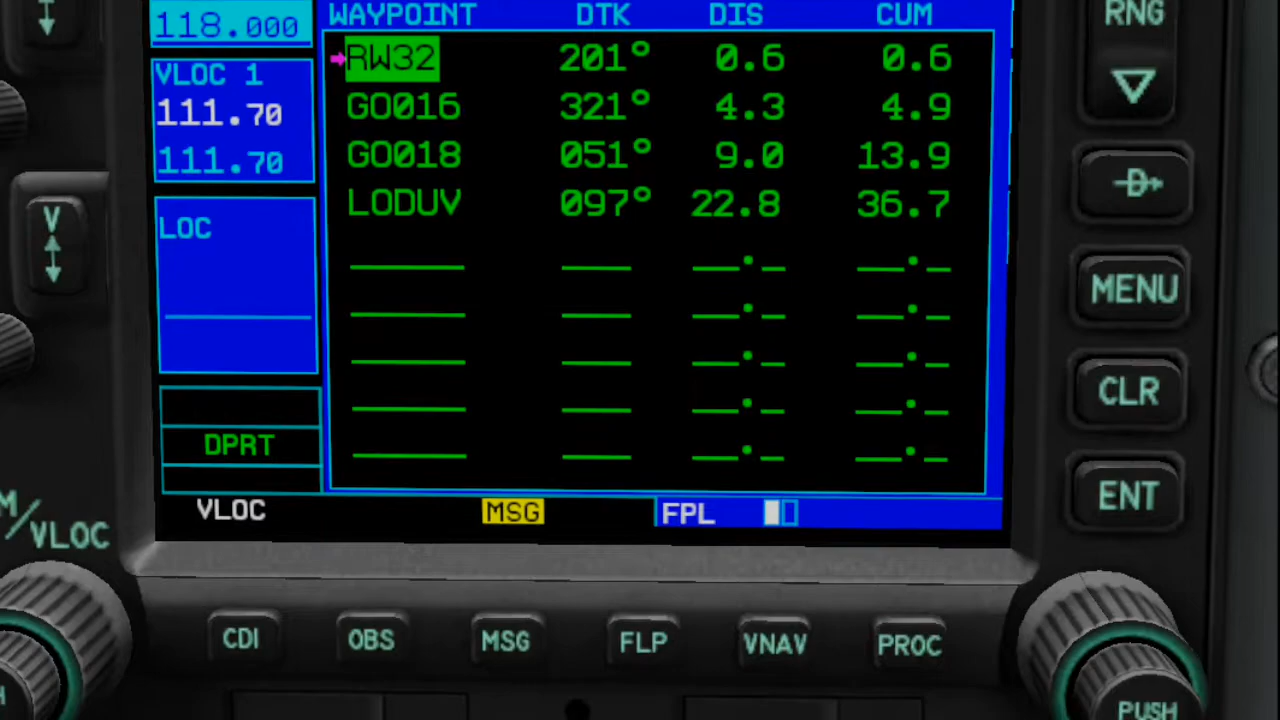 WAYPOINT DTK DIS CUM RNG
118.000
RW32 201° 0.6 0.6
VLOC 1
111.70
GO016 321° 4.3 4.9
111.70
GO018 051° 9.0 13.9
LODUV 097° 22.8 36.7
V
LOC
MENU
CLR
DPRT
ENT
VLOC MSG FPL
M/VLOC
CDI OBS MSG FLP VNAV PROC
PUSH